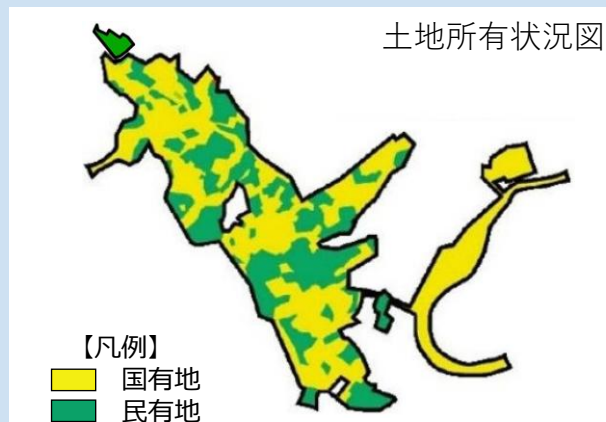 土地所有状況図
【凡例】
国有地
民有地